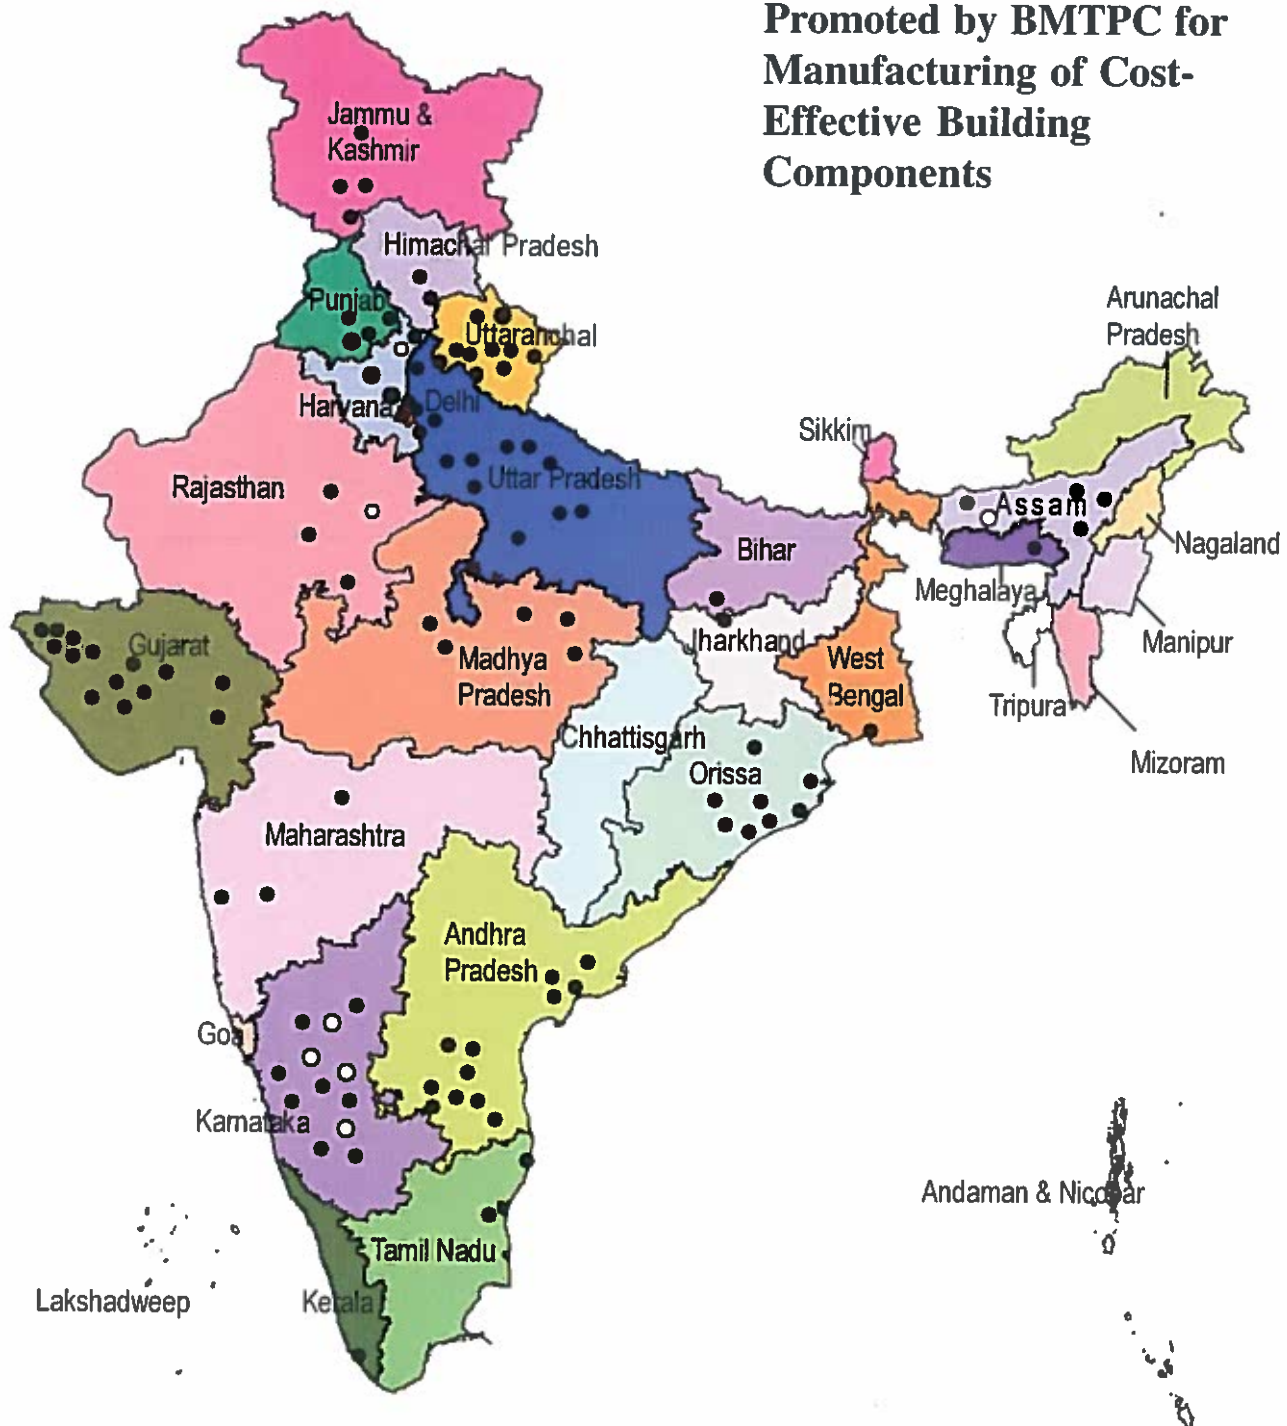 Promoted by BMTPC for
Manufacturing of Cost-
Effective Building
Components
Jammu &
Kashmir
Himachal Pradesh
Punjab
Uttaranchal
Haryana
Delhi
Arunachal
Pradesh
Sikkim
Rajasthan
Uttar Pradesh
Assam
Bihar
Nagaland
Meghalaya
Gujarat
Jharkhand
Manipur
Madhya
Pradesh
West
Bengal
Tripura
Chhattisgarh
Mizoram
Orissa
Maharashtra
Andhra
Pradesh
Goa
Karnataka
Andaman & Nicobar
Tamil Nadu
Lakshadweep
Kerala